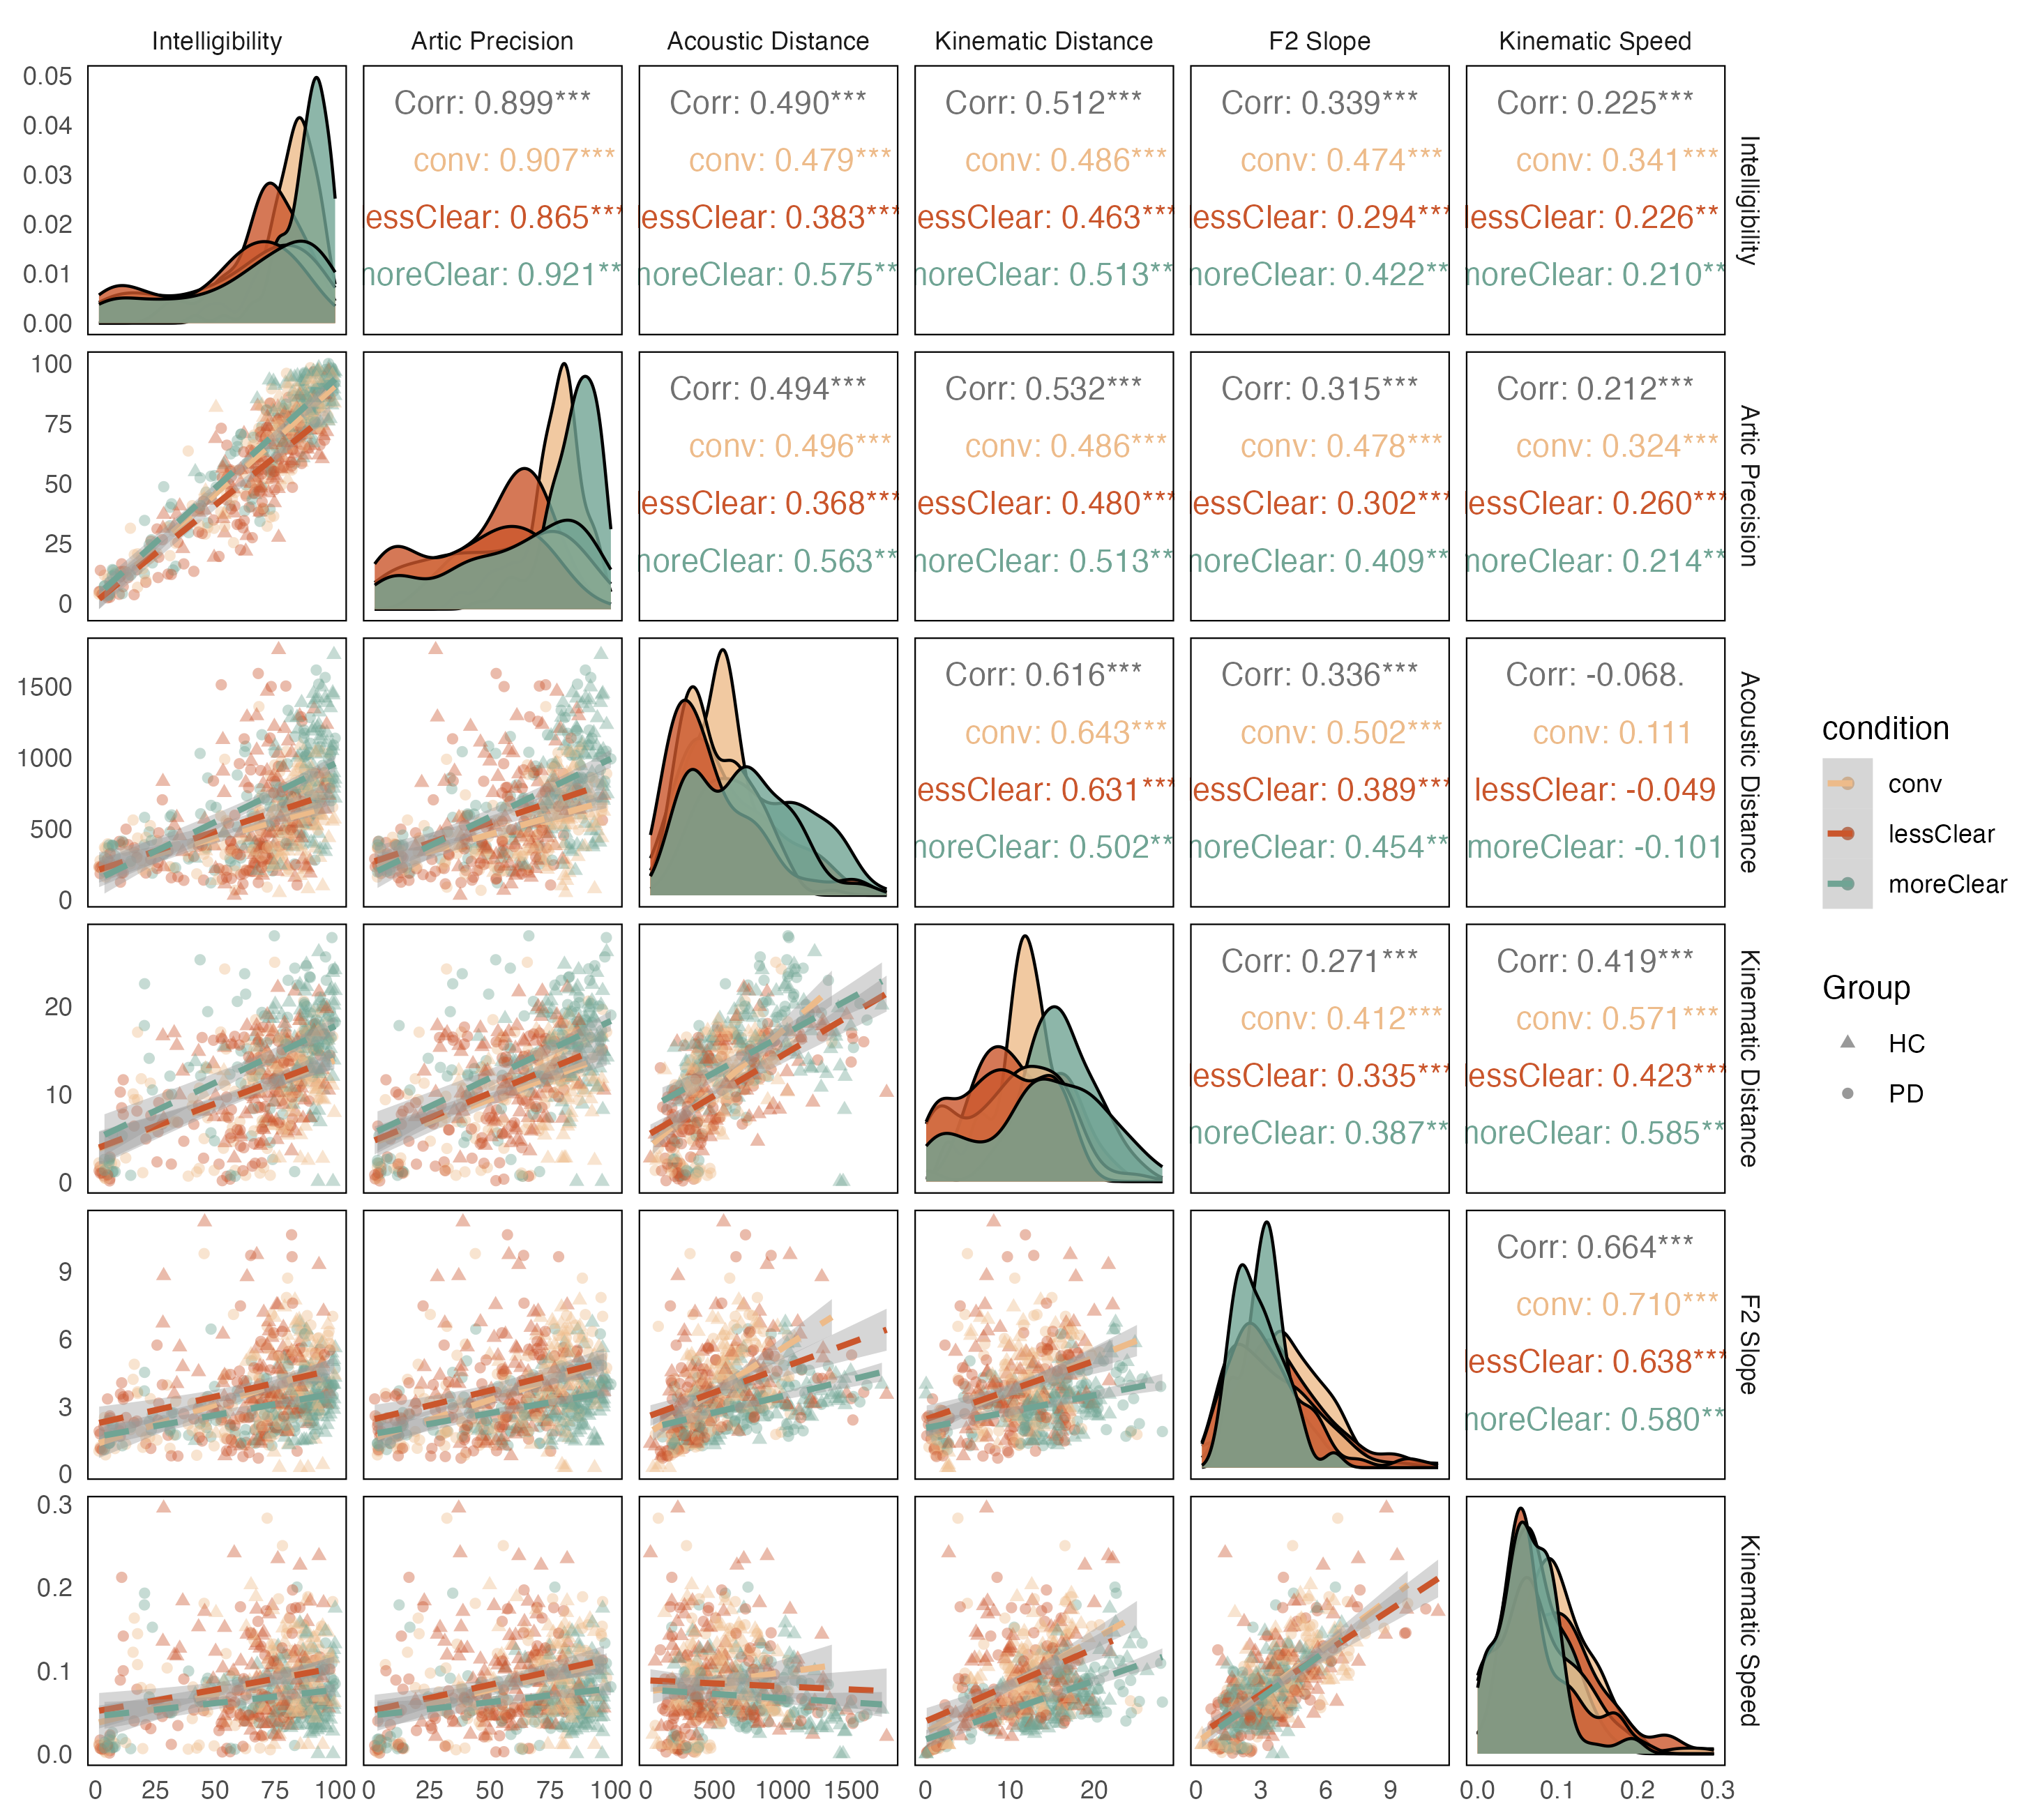 Intelligibility Artic Precision Acoustic Distance Kinematic Distance F2 Slope Kinematic Speed
0.05
0.04
0.03
0.02
0.01
0.00
Corr: 0.899*** Corr: 0.490*** Corr: 0.512*** Corr: 0.339*** Corr: 0.225***
conv: 0.907*** conv: 0.479*** conv: 0.486*** conv: 0.474*** conv: 0.341***
essClear: 0.865*** lessClear: 0.383*** essClear: 0.463*** lessClear: 0.294*** lessClear: 0.226**
noreClear: 0.921** noreClear: 0.575** noreClear: 0.513** noreClear: 0.422** noreClear: 0.210**
Intelligibility
100
75
50
25
0
Corr: 0.494*** Corr: 0.532*** Corr: 0.315*** Corr: 0.212***
conv: 0.496*** conv: 0.486*** conv: 0.478*** conv: 0.324***
lessClear: 0.368*** essClear: 0.480*** essClear: 0.302*** lessClear: 0.260***
noreClear: 0.563** noreClear: 0.513** noreClear: 0.409** noreClear: 0.214**
Artic Precision
1500
1000
500
0
Corr: 0.616*** Corr: 0.336*** Corr: -0.068.
conv: 0.643*** conv: 0.502*** conv: 0.111
essClear: 0.631*** essClear: 0.389*** lessClear: -0.049
noreClear: 0.502** noreClear: 0.454** moreClear: -0.101
Acoustic Distance
20
10
0
Corr: 0.271*** Corr: 0.419***
conv: 0.412*** conv: 0.571***
essClear: 0.335*** essClear: 0.423***
noreClear: 0.387** noreClear: 0.585**
Kinematic Distance
9
6
3
0
Corr: 0.664***
conv: 0.710***
essClear: 0.638***
noreClear: 0.580**
F2 Slope
0.3
0.2
0.1
0.0
Kinematic Speed
0 25 50 75 100 0 25 50 75 100 0 500 1000 1500 0 10 20 0 3 6 9 0.0 0.1 0.2 0.3
condition
conv
lessClear
moreClear
Group
HC
PD